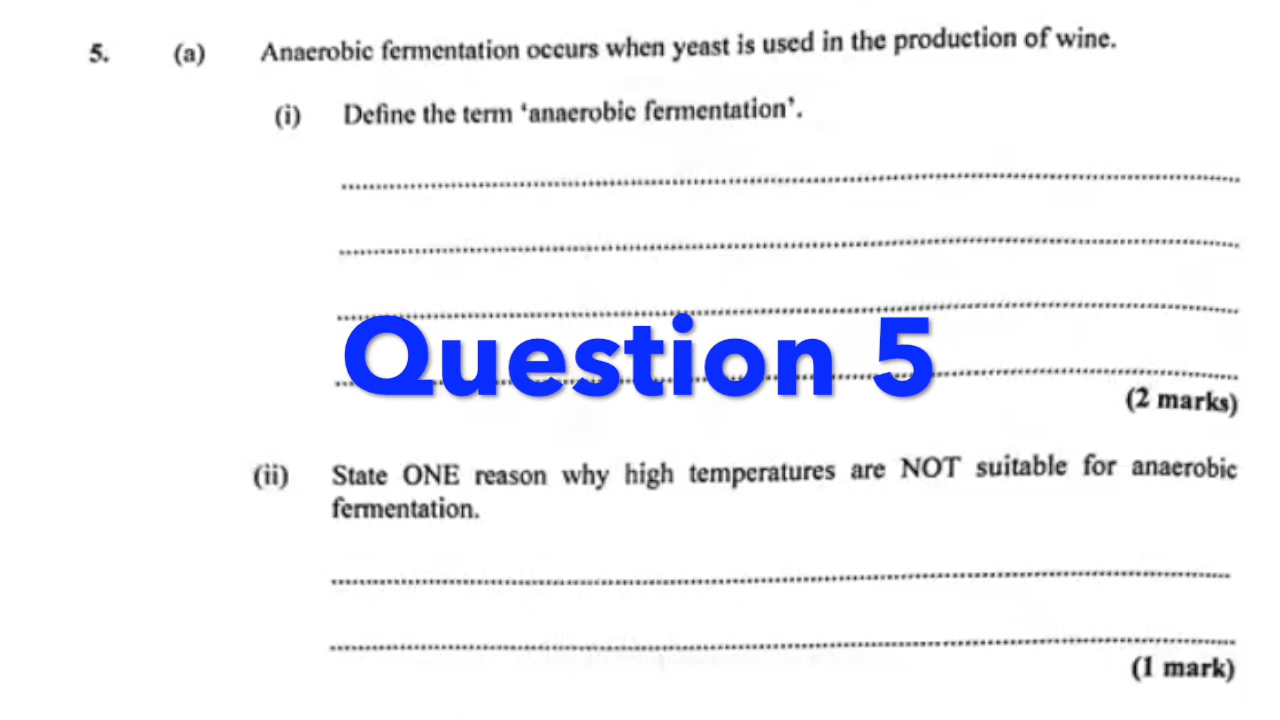 5. (a) Anaerobic fermentation occurs when yeast is used in the production of wine.
(i) Define the term ‘anaerobic fermentation’.
Question 5
(2 marks)
(ii) State ONE reason why high temperatures are NOT suitable for anaerobic
fermentation.
(1 mark)